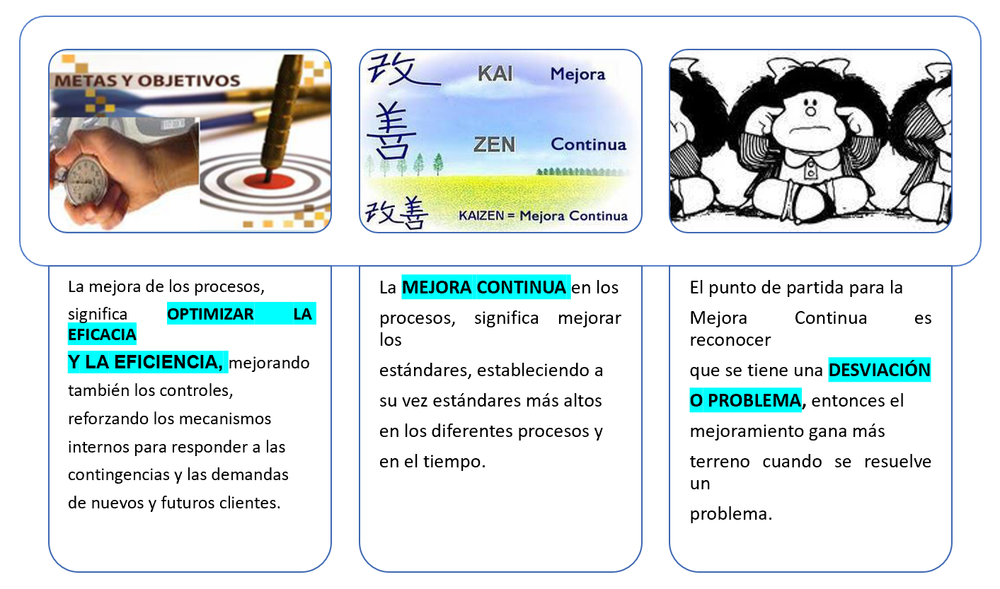 METAS Y OBJETIVOS
改 KAI Mejora
善 ZEN Continua
改善 KAIZEN = Mejora Continua
La mejora de los procesos,
significa OPTIMIZAR LA
EFICACIA
Y LA EFICIENCIA, mejorando
también los controles,
reforzando los mecanismos
internos para responder a las
contingencias y las demandas
de nuevos y futuros clientes.
La MEJORA CONTINUA en los
procesos, significa mejorar
los
estándares, estableciendo a
su vez estándares más altos
en los diferentes procesos y
en el tiempo.
El punto de partida para la
Mejora Continua es
reconocer
que se tiene una DESVIACIÓN
O PROBLEMA, entonces el
mejoramiento gana más
terreno cuando se resuelve
un
problema.